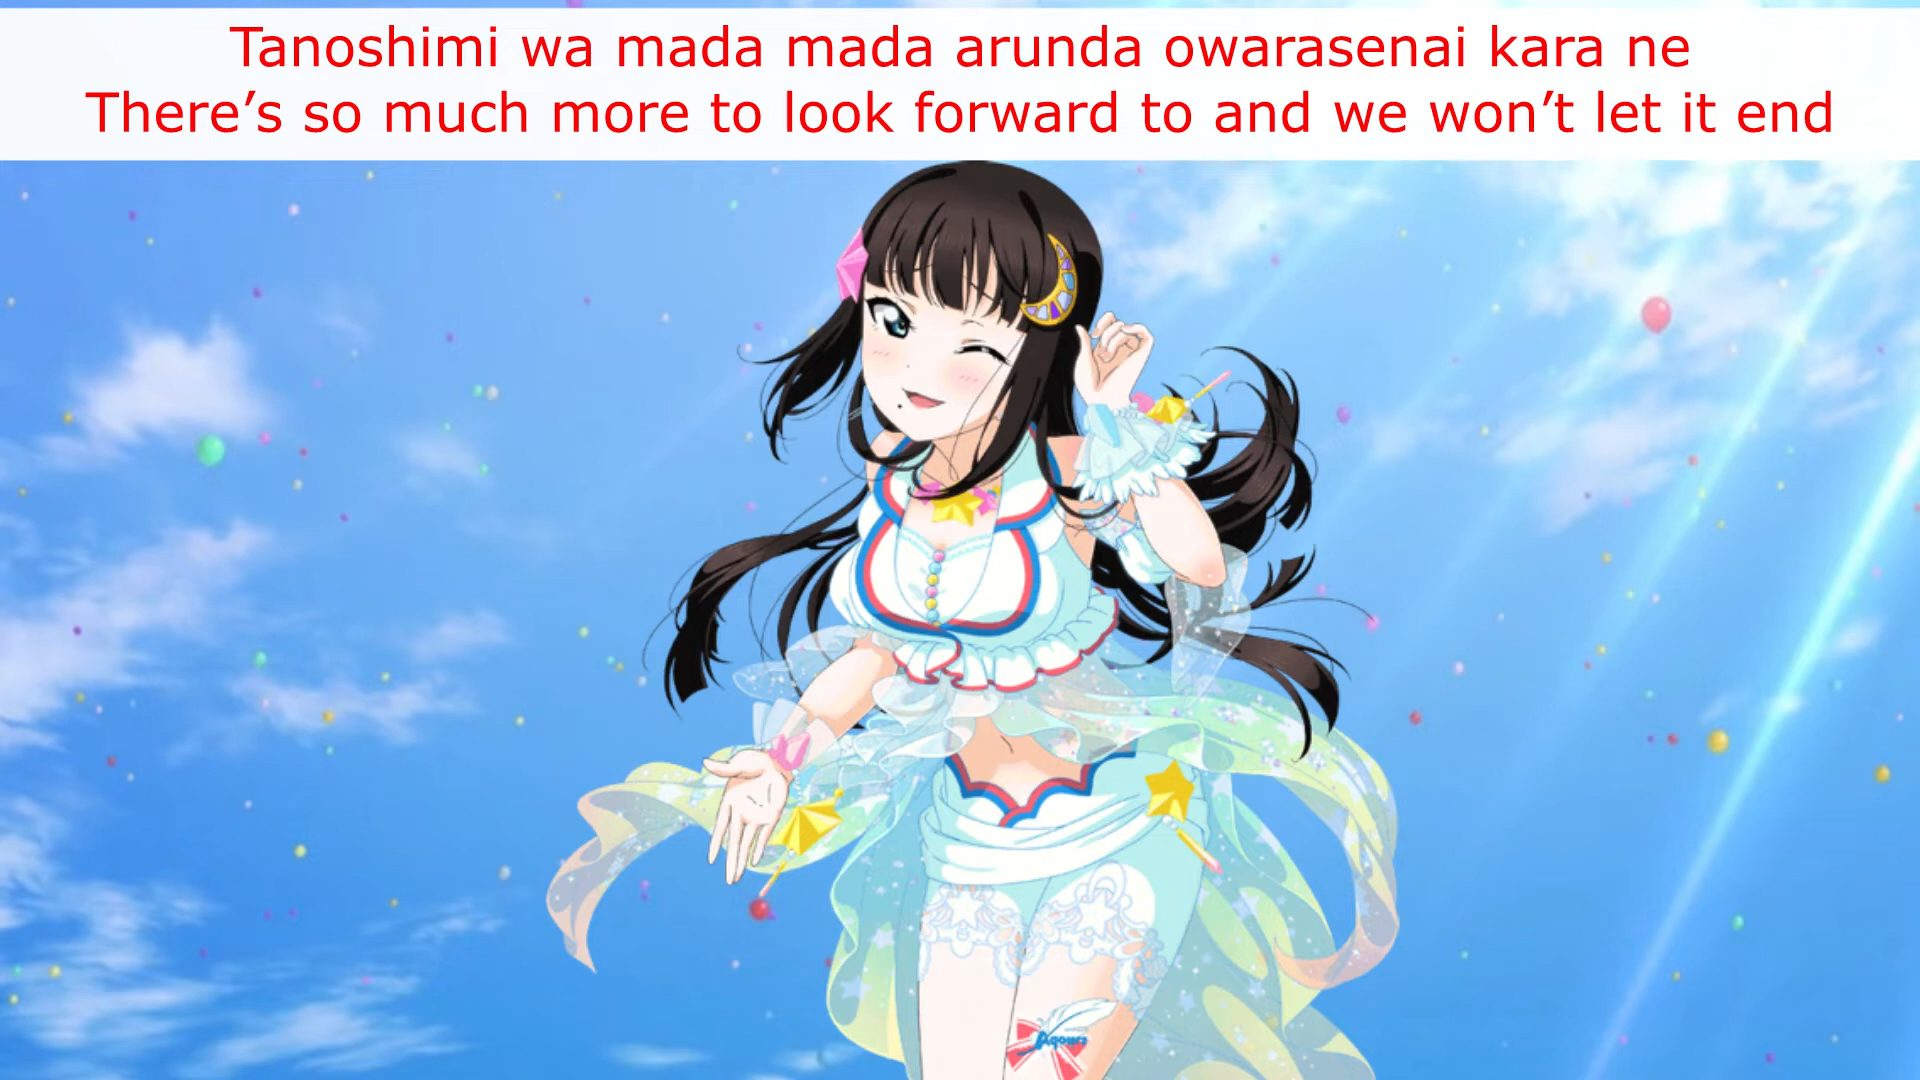 Tanoshimi wa mada mada arunda owarasenai kara ne
There’s so much more to look forward to and we won’t let it end
Aqours